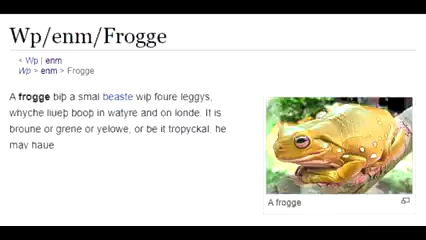 Wp/enm/Frogge
< Wp | enm
Wp > enm > Frogge
A frogge biþ a smal beaste wiþ foure leggys,
whyche liueþ booþ in watyre and on londe. It is
broune or grene or yelowe, or be it tropyckal, he
may haue
A frogge.